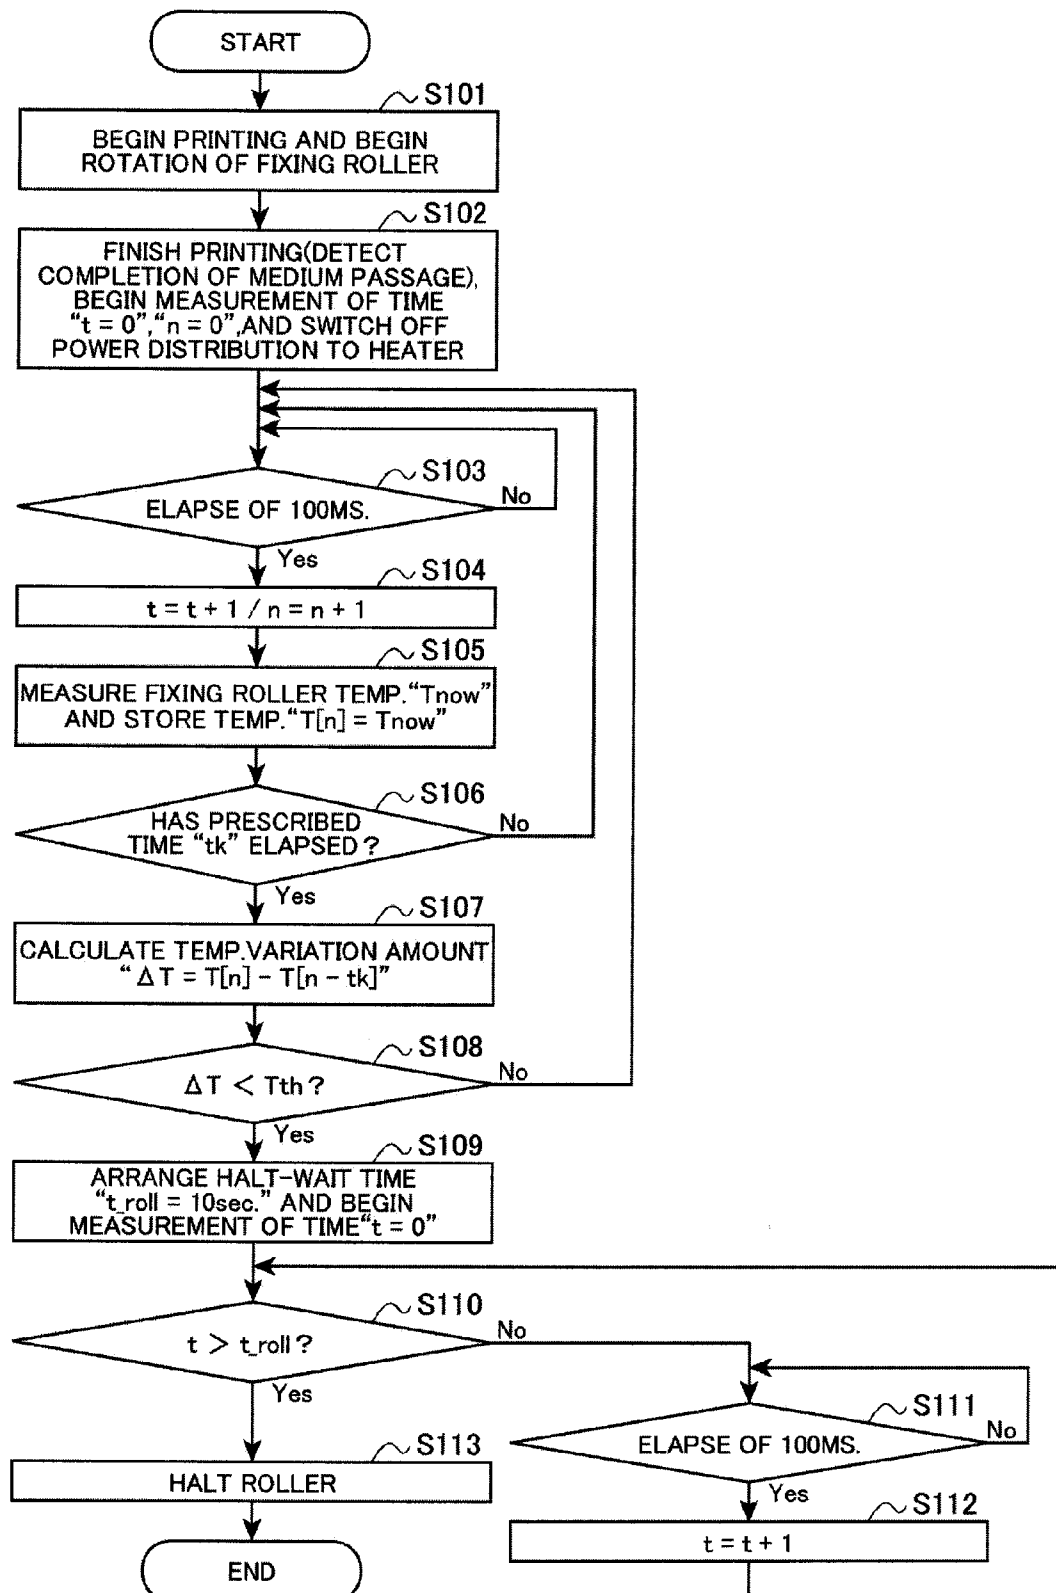 START
S101
BEGIN PRINTING AND BEGIN
ROTATION OF FIXING ROLLER
S102
FINISH PRINTING(DETECT
COMPLETION OF MEDIUM PASSAGE),
BEGIN MEASUREMENT OF TIME
“t = 0”,“n = 0”,AND SWITCH OFF
POWER DISTRIBUTION TO HEATER
S103
ELAPSE OF 100MS.
No
Yes
S104
t = t + 1 / n = n + 1
S105
MEASURE FIXING ROLLER TEMP.“Tnow”
AND STORE TEMP.“T[n] = Tnow”
S106
HAS PRESCRIBED
TIME “tk” ELAPSED ?
No
Yes
S107
CALCULATE TEMP.VARIATION AMOUNT
“ΔT = T[n] - T[n - tk]”
S108
ΔT < Tth ?
No
Yes
S109
ARRANGE HALT-WAIT TIME
“t_roll = 10sec.” AND BEGIN
MEASUREMENT OF TIME“t = 0”
S110
t > t_roll ?
No
Yes
S111
ELAPSE OF 100MS.
No
Yes
S112
t = t + 1
S113
HALT ROLLER
END